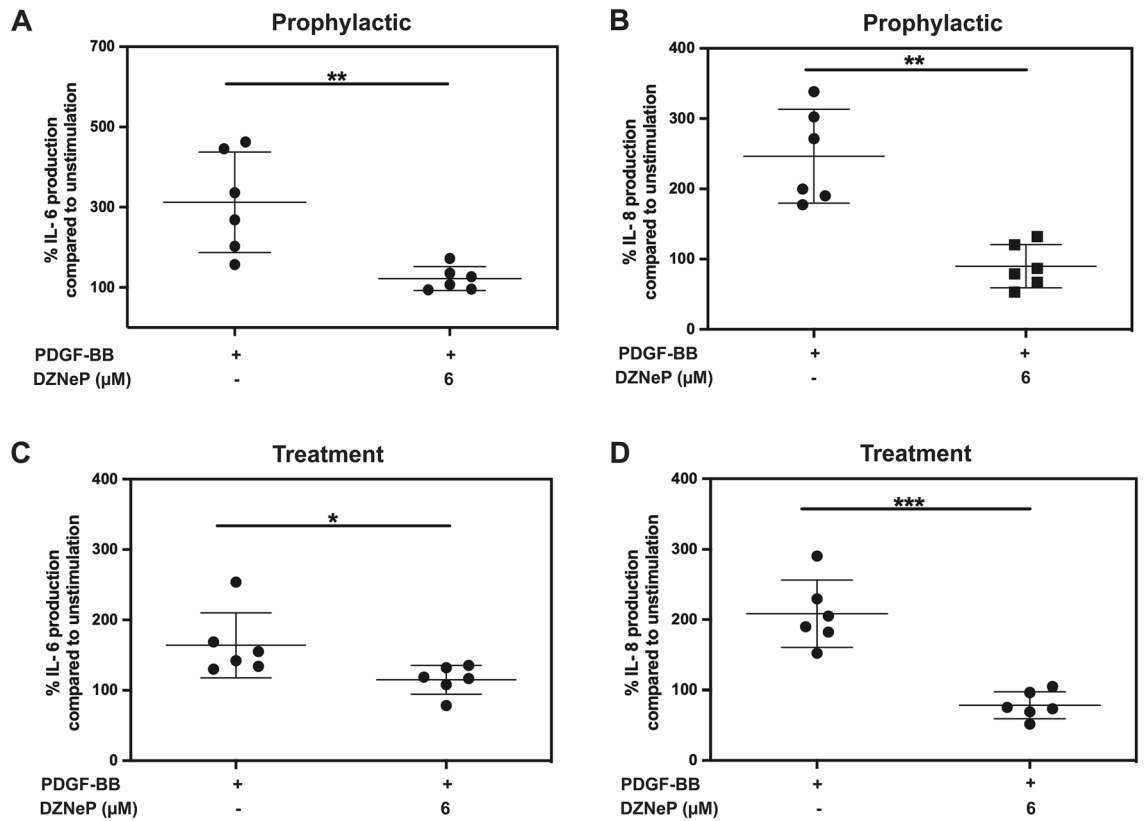 A
Prophylactic
% IL- 6 production
compared to unstimulation
700
500
300
100
**
PDGF-BB + +
DZNeP (µM) - 6
B
Prophylactic
% IL- 8 production
compared to unstimulation
400
300
200
100
0
**
PDGF-BB + +
DZNeP (µM) - 6
C
Treatment
% IL- 6 production
compared to unstimulation
400
300
200
100
0
*
PDGF-BB + +
DZNeP (µM) - 6
D
Treatment
% IL- 8 production
compared to unstimulation
400
300
200
100
0
***
PDGF-BB + +
DZNeP (µM) - 6